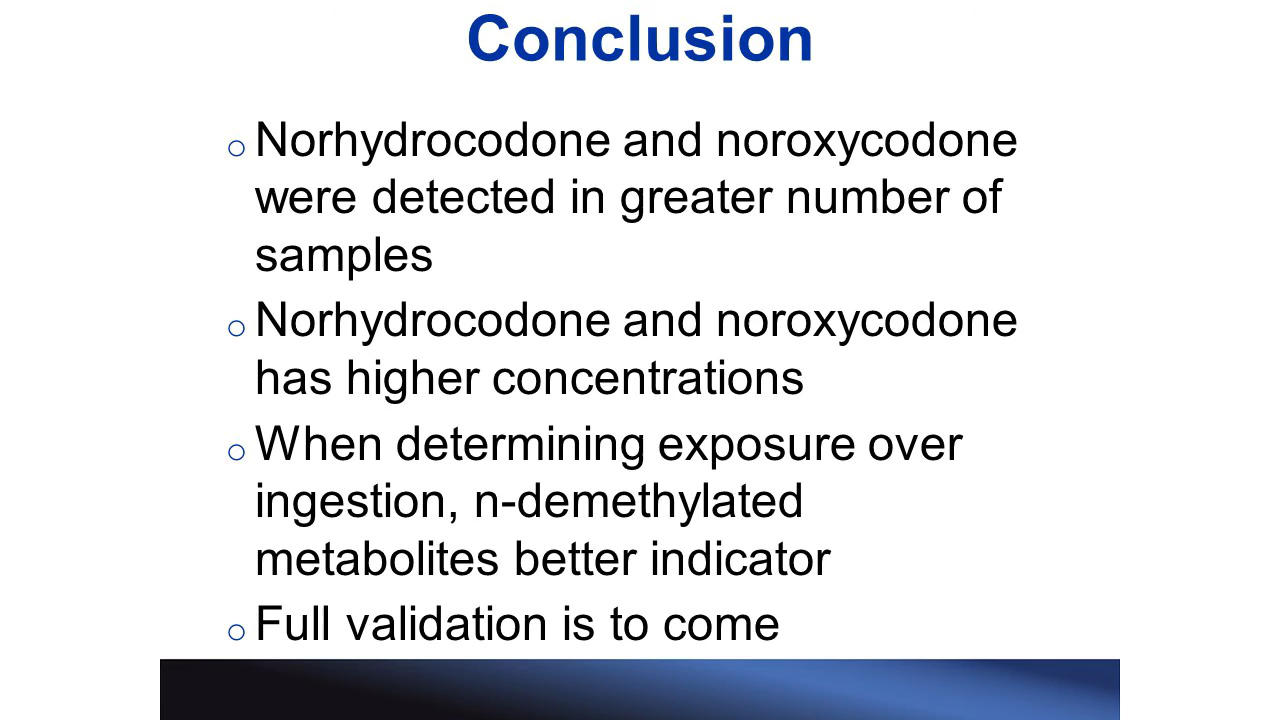 Conclusion
o Norhydrocodone and noroxycodone
were detected in greater number of
samples
o Norhydrocodone and noroxycodone
has higher concentrations
o When determining exposure over
ingestion, n-demethylated
metabolites better indicator
o Full validation is to come